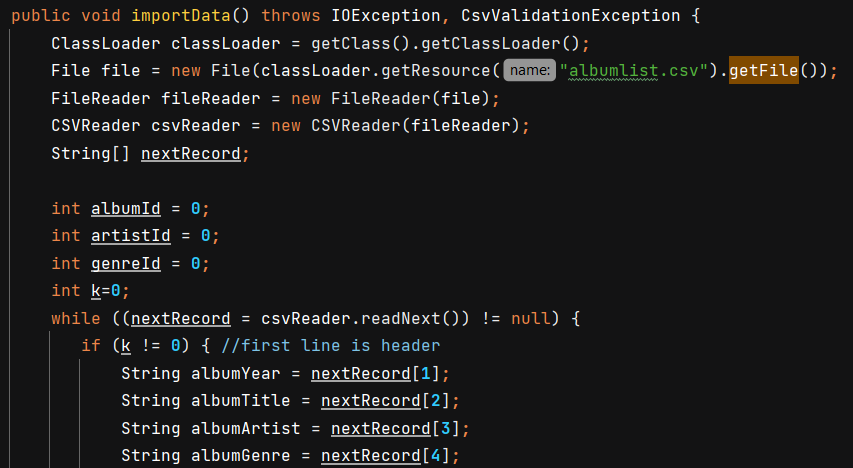 public void importData() throws IOException, CsvValidationException {
ClassLoader classLoader = getClass().getClassLoader();
File file = new File(classLoader.getResource( name: "albumlist.csv").getFile());
FileReader fileReader = new FileReader(file);
CSVReader csvReader = new CSVReader(fileReader);
String[] nextRecord;
int albumId = 0;
int artistId = 0;
int genreId = 0;
int k=0;
while ((nextRecord = csvReader.readNext()) != null) {
if (k != 0) { //first line is header
String albumYear = nextRecord[1];
String albumTitle = nextRecord[2];
String albumArtist = nextRecord[3];
String albumGenre = nextRecord[4];